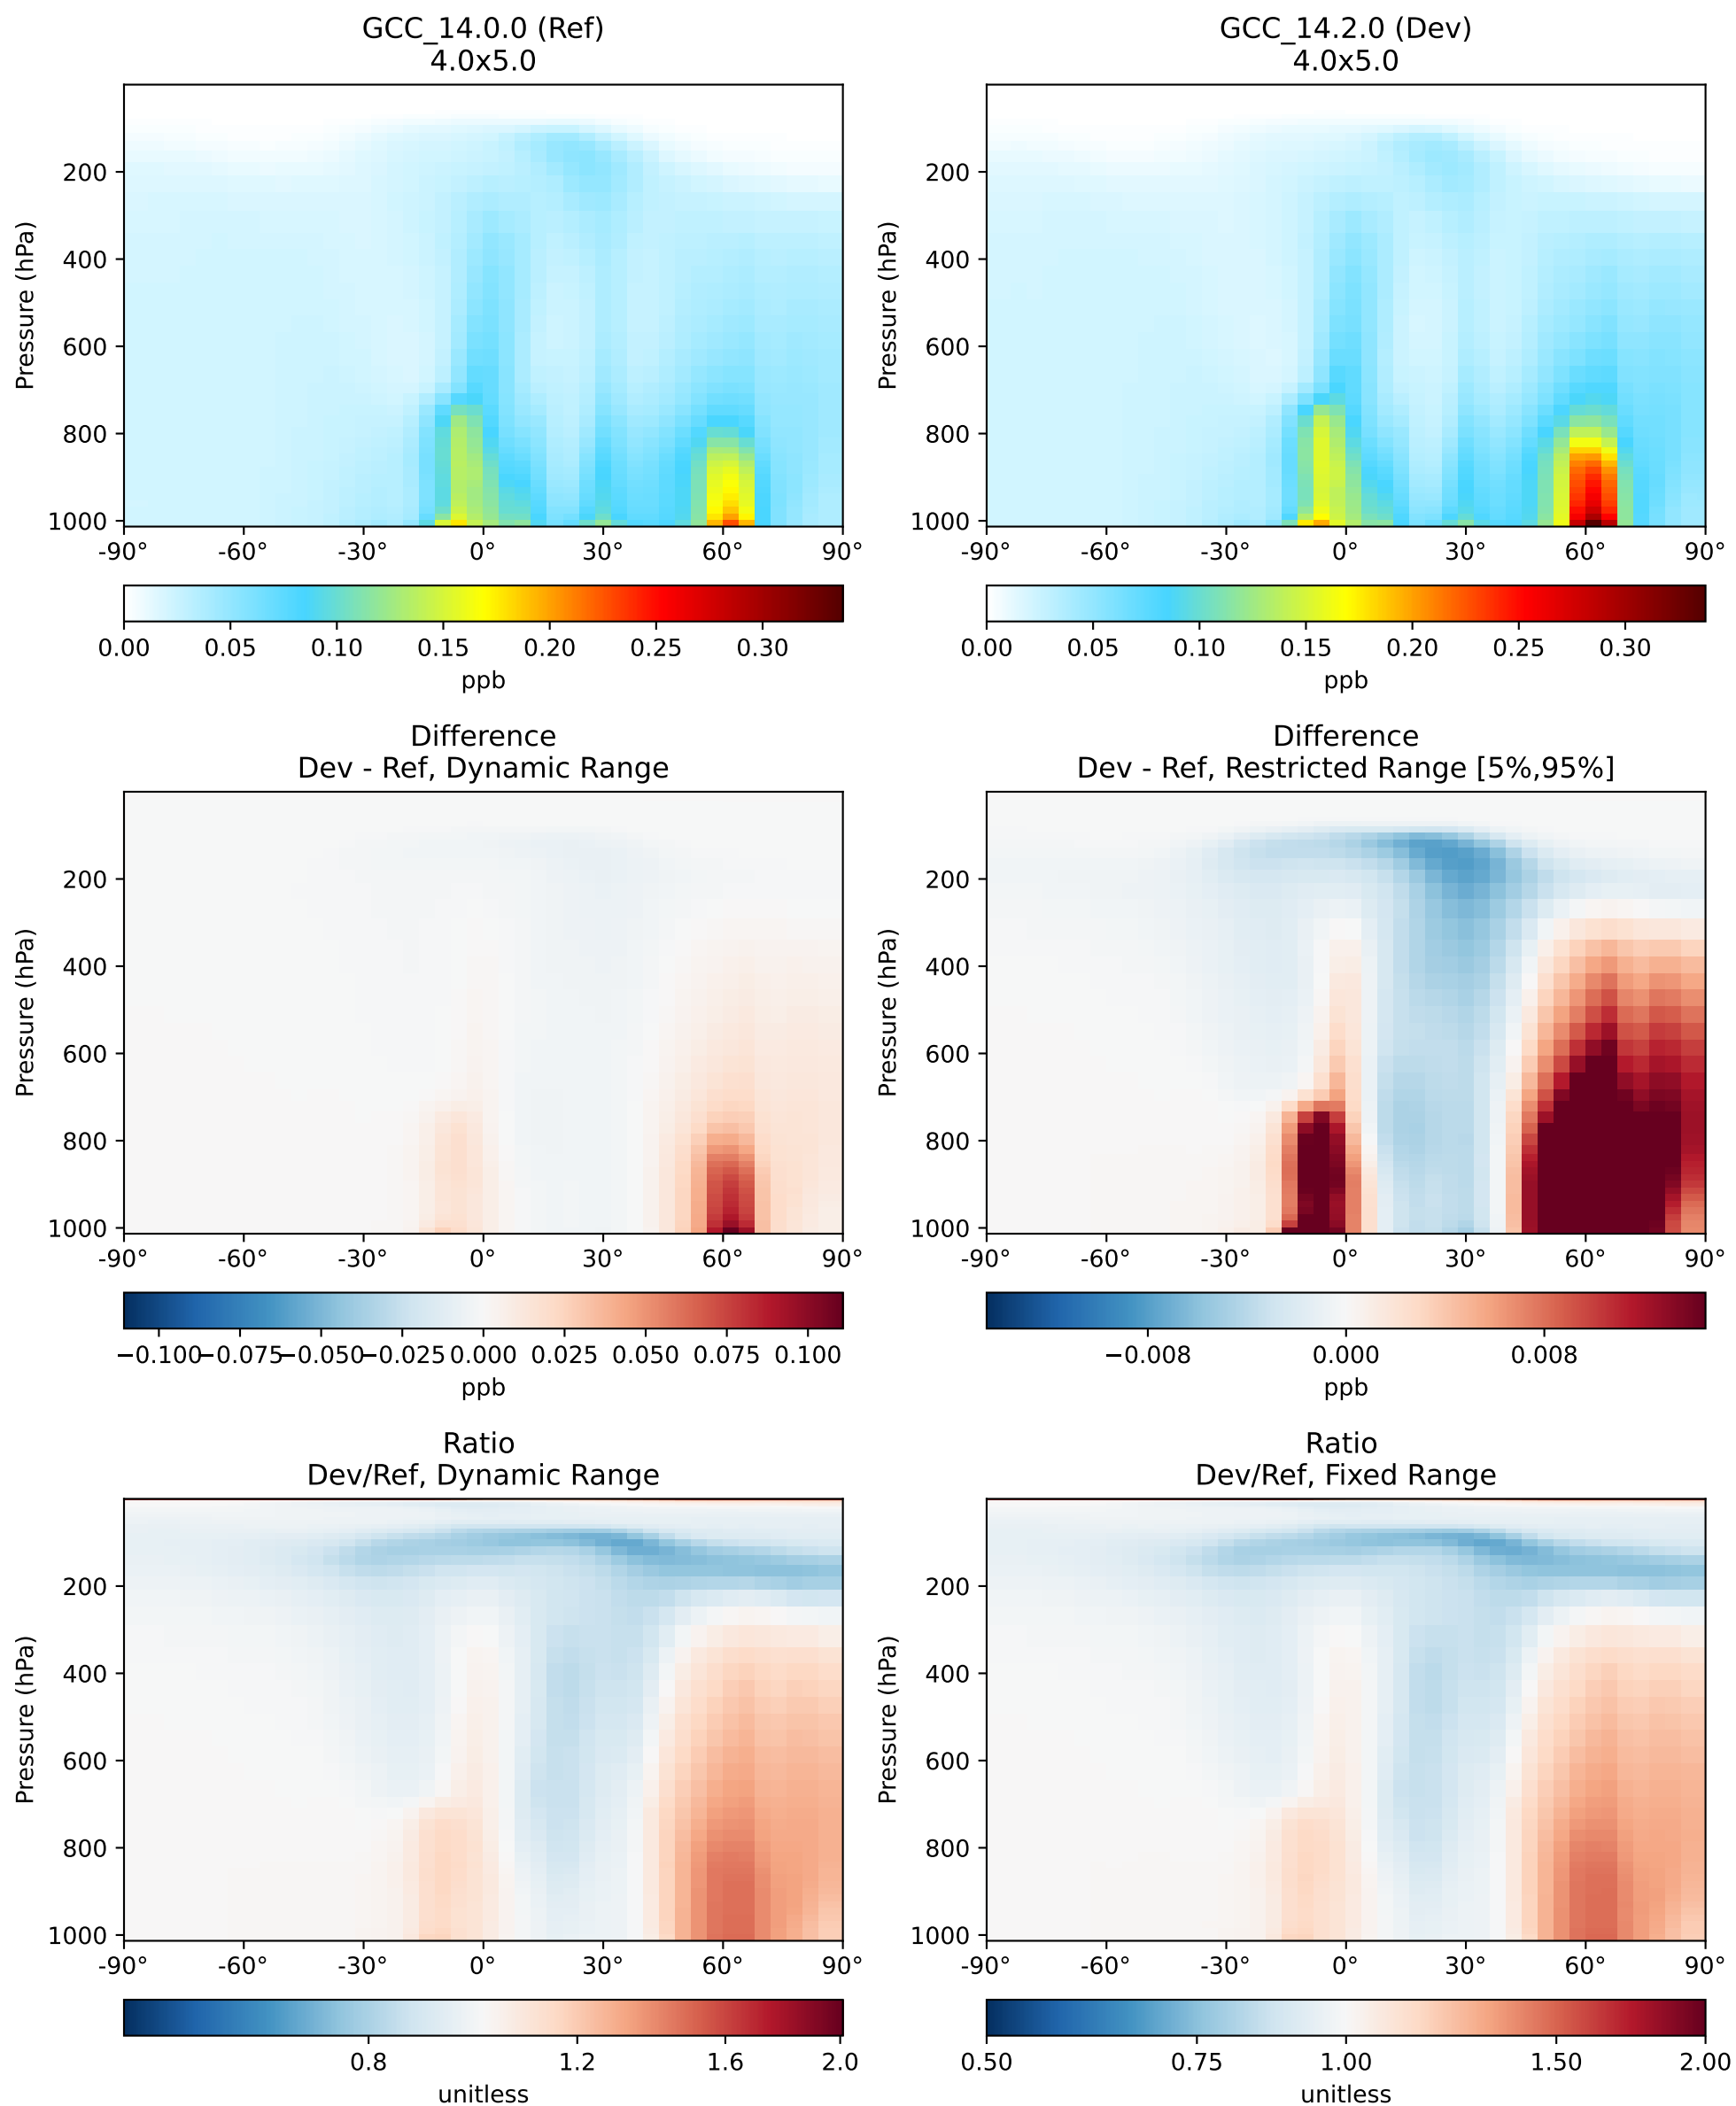 GCC_14.0.0 (Ref)
4.0x5.0
GCC_14.2.0 (Dev)
4.0x5.0
Pressure (hPa)
200
400
600
800
1000
-90° -60° -30° 0° 30° 60° 90°
0.00 0.05 0.10 0.15 0.20 0.25 0.30
ppb
Pressure (hPa)
200
400
600
800
1000
-90° -60° -30° 0° 30° 60° 90°
0.00 0.05 0.10 0.15 0.20 0.25 0.30
ppb
Difference
Dev - Ref, Dynamic Range
Pressure (hPa)
200
400
600
800
1000
-90° -60° -30° 0° 30° 60° 90°
−0.100 −0.075 −0.050 −0.025 0.000 0.025 0.050 0.075 0.100
ppb
Difference
Dev - Ref, Restricted Range [5%,95%]
Pressure (hPa)
200
400
600
800
1000
-90° -60° -30° 0° 30° 60° 90°
−0.008 0.000 0.008
ppb
Ratio
Dev/Ref, Dynamic Range
Pressure (hPa)
200
400
600
800
1000
-90° -60° -30° 0° 30° 60° 90°
0.8 1.2 1.6 2.0
unitless
Ratio
Dev/Ref, Fixed Range
Pressure (hPa)
200
400
600
800
1000
-90° -60° -30° 0° 30° 60° 90°
0.50 0.75 1.00 1.50 2.00
unitless